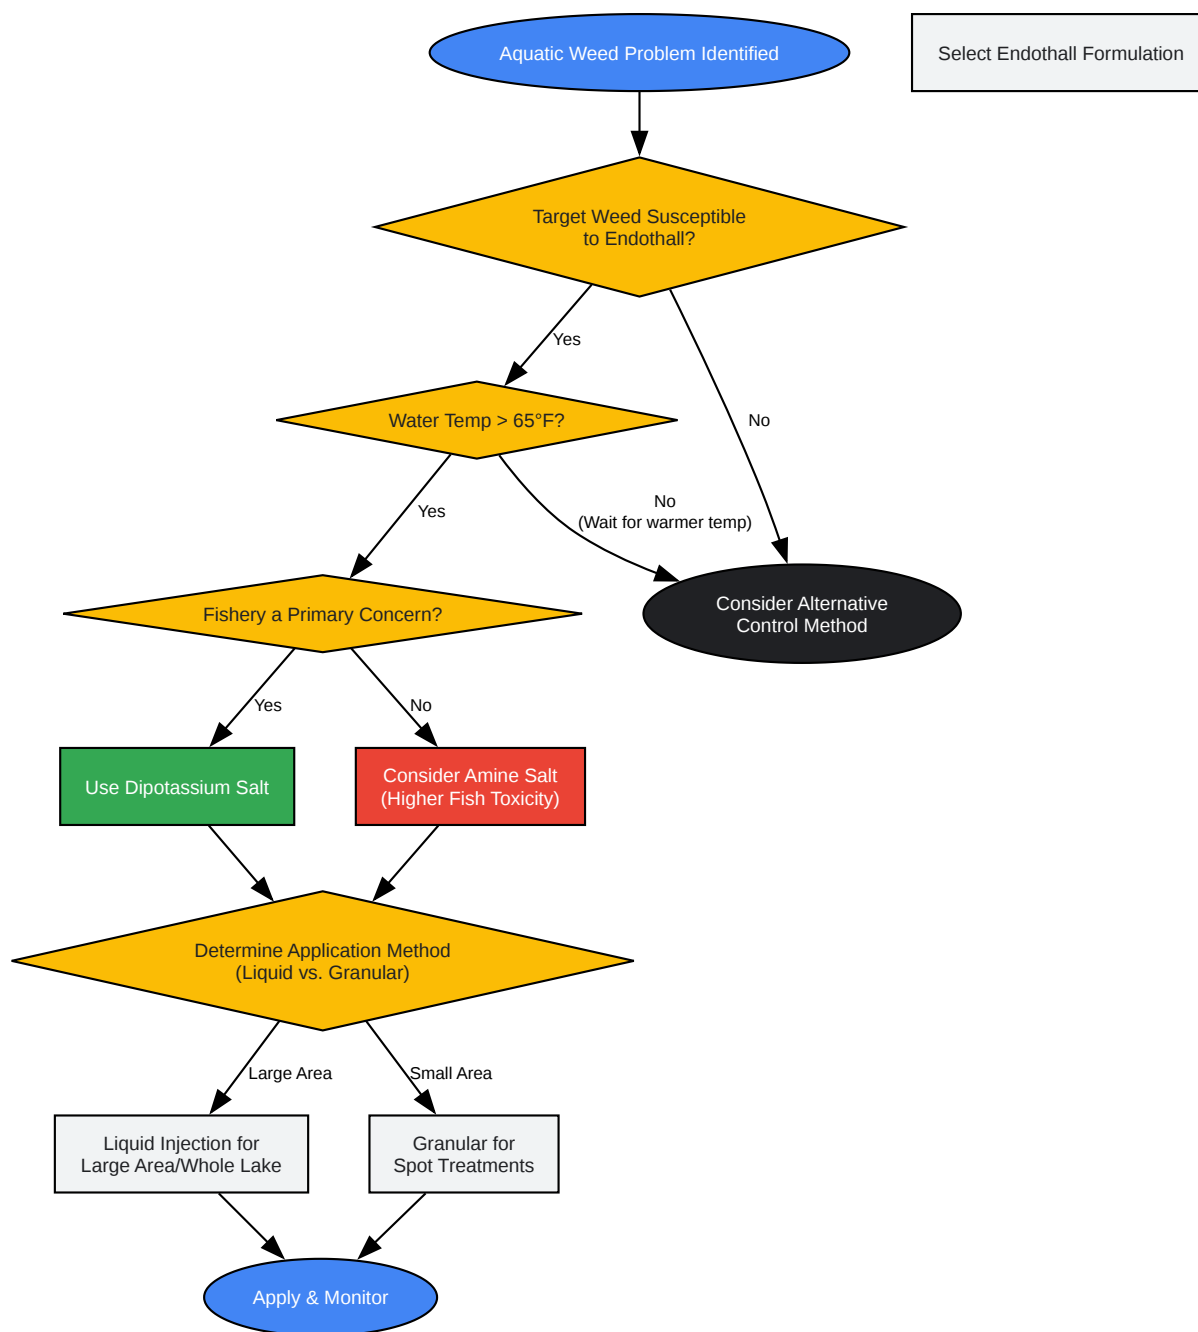 Aquatic Weed Problem Identified
Select Endothall Formulation
Target Weed Susceptible
to Endothall?
Yes
No
Water Temp > 65°F?
Yes
No
(Wait for warmer temp)
Consider Alternative
Control Method
Fishery a Primary Concern?
Yes
No
Use Dipotassium Salt
Consider Amine Salt
(Higher Fish Toxicity)
Determine Application Method
(Liquid vs. Granular)
Large Area
Small Area
Liquid Injection for
Large Area/Whole Lake
Granular for
Spot Treatments
Apply & Monitor